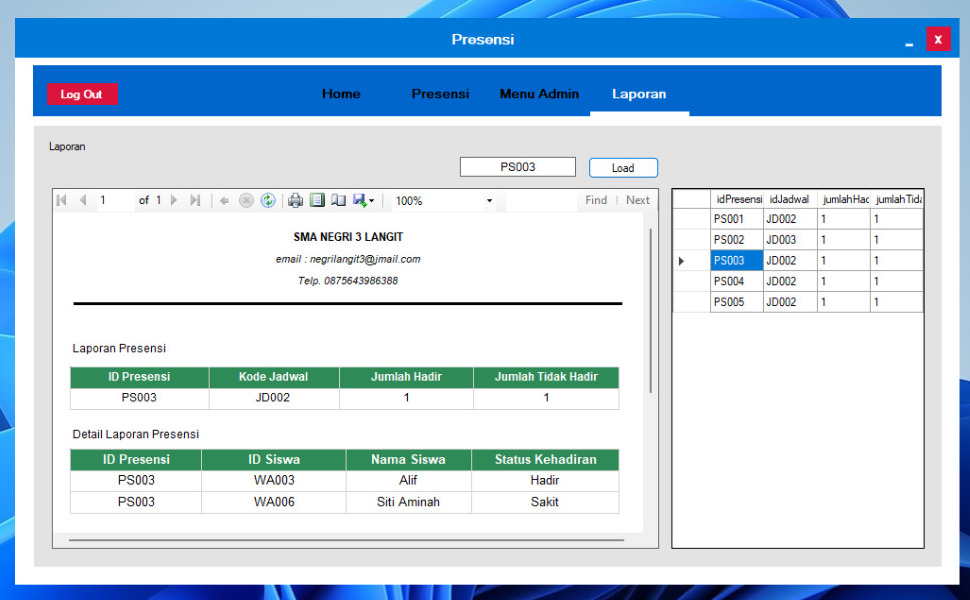 Presensi
X
Log Out
Home Presensi Menu Admin Laporan
Laporan
PS003 Load
1 of 1 100% Find | Next
SMA NEGRI 3 LANGIT
email : negrilangit3@jmail.com
Telp. 0875643986388
Laporan Presensi
ID Presensi Kode Jadwal Jumlah Hadir Jumlah Tidak Hadir
PS003 JD002 1 1
Detail Laporan Presensi
ID Presensi ID Siswa Nama Siswa Status Kehadiran
PS003 WA003 Alif Hadir
PS003 WA006 Siti Aminah Sakit
idPresensi idJadwal jumlahHac jumlahTida
PS001 JD002 1 1
PS002 JD003 1 1
PS003 JD002 1 1
PS004 JD002 1 1
PS005 JD002 1 1